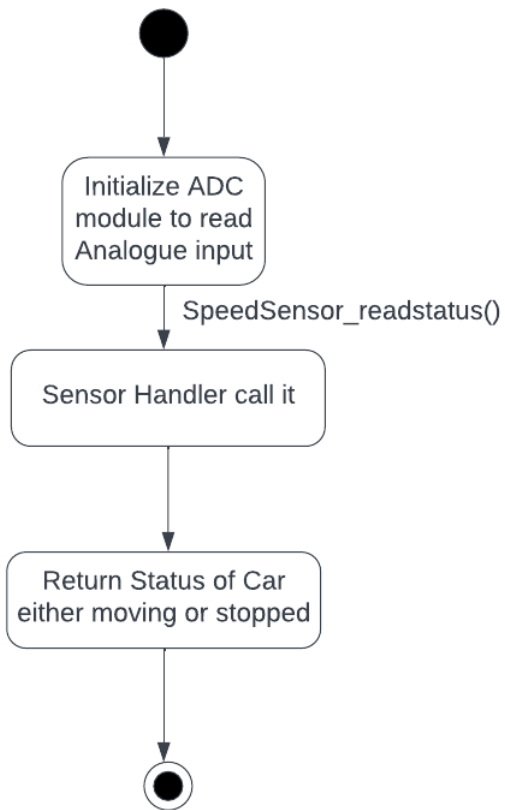 Initialize ADC
module to read
Analogue input
SpeedSensor_readstatus()
Sensor Handler call it
Return Status of Car
either moving or stopped